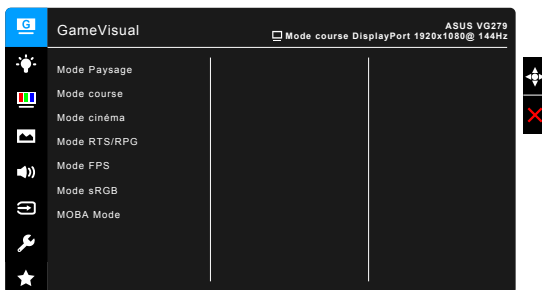 G
GameVisual
ASUS VG279
Mode course DisplayPort 1920x1080@ 144Hz
Mode Paysage
Mode course
Mode cinéma
Mode RTS/RPG
Mode FPS
Mode sRGB
MOBA Mode